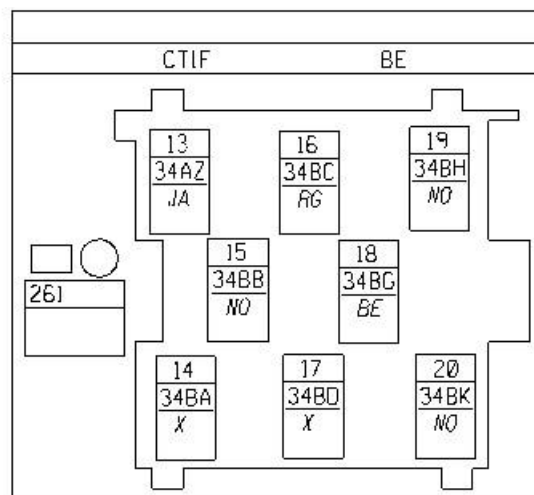 CTIF BE
13
34AZ
JA
16
34BC
RG
19
34BH
NO
15
34BB
NO
18
34BG
BE
261
14
34BA
X
17
34BD
X
20
34BK
NO